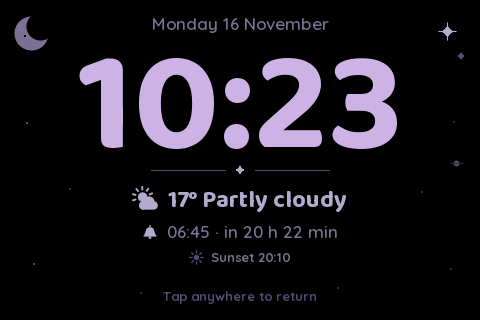 Monday 16 November
10:23
17° Partly cloudy
06:45 · in 20 h 22 min
Sunset 20:10
Tap anywhere to return